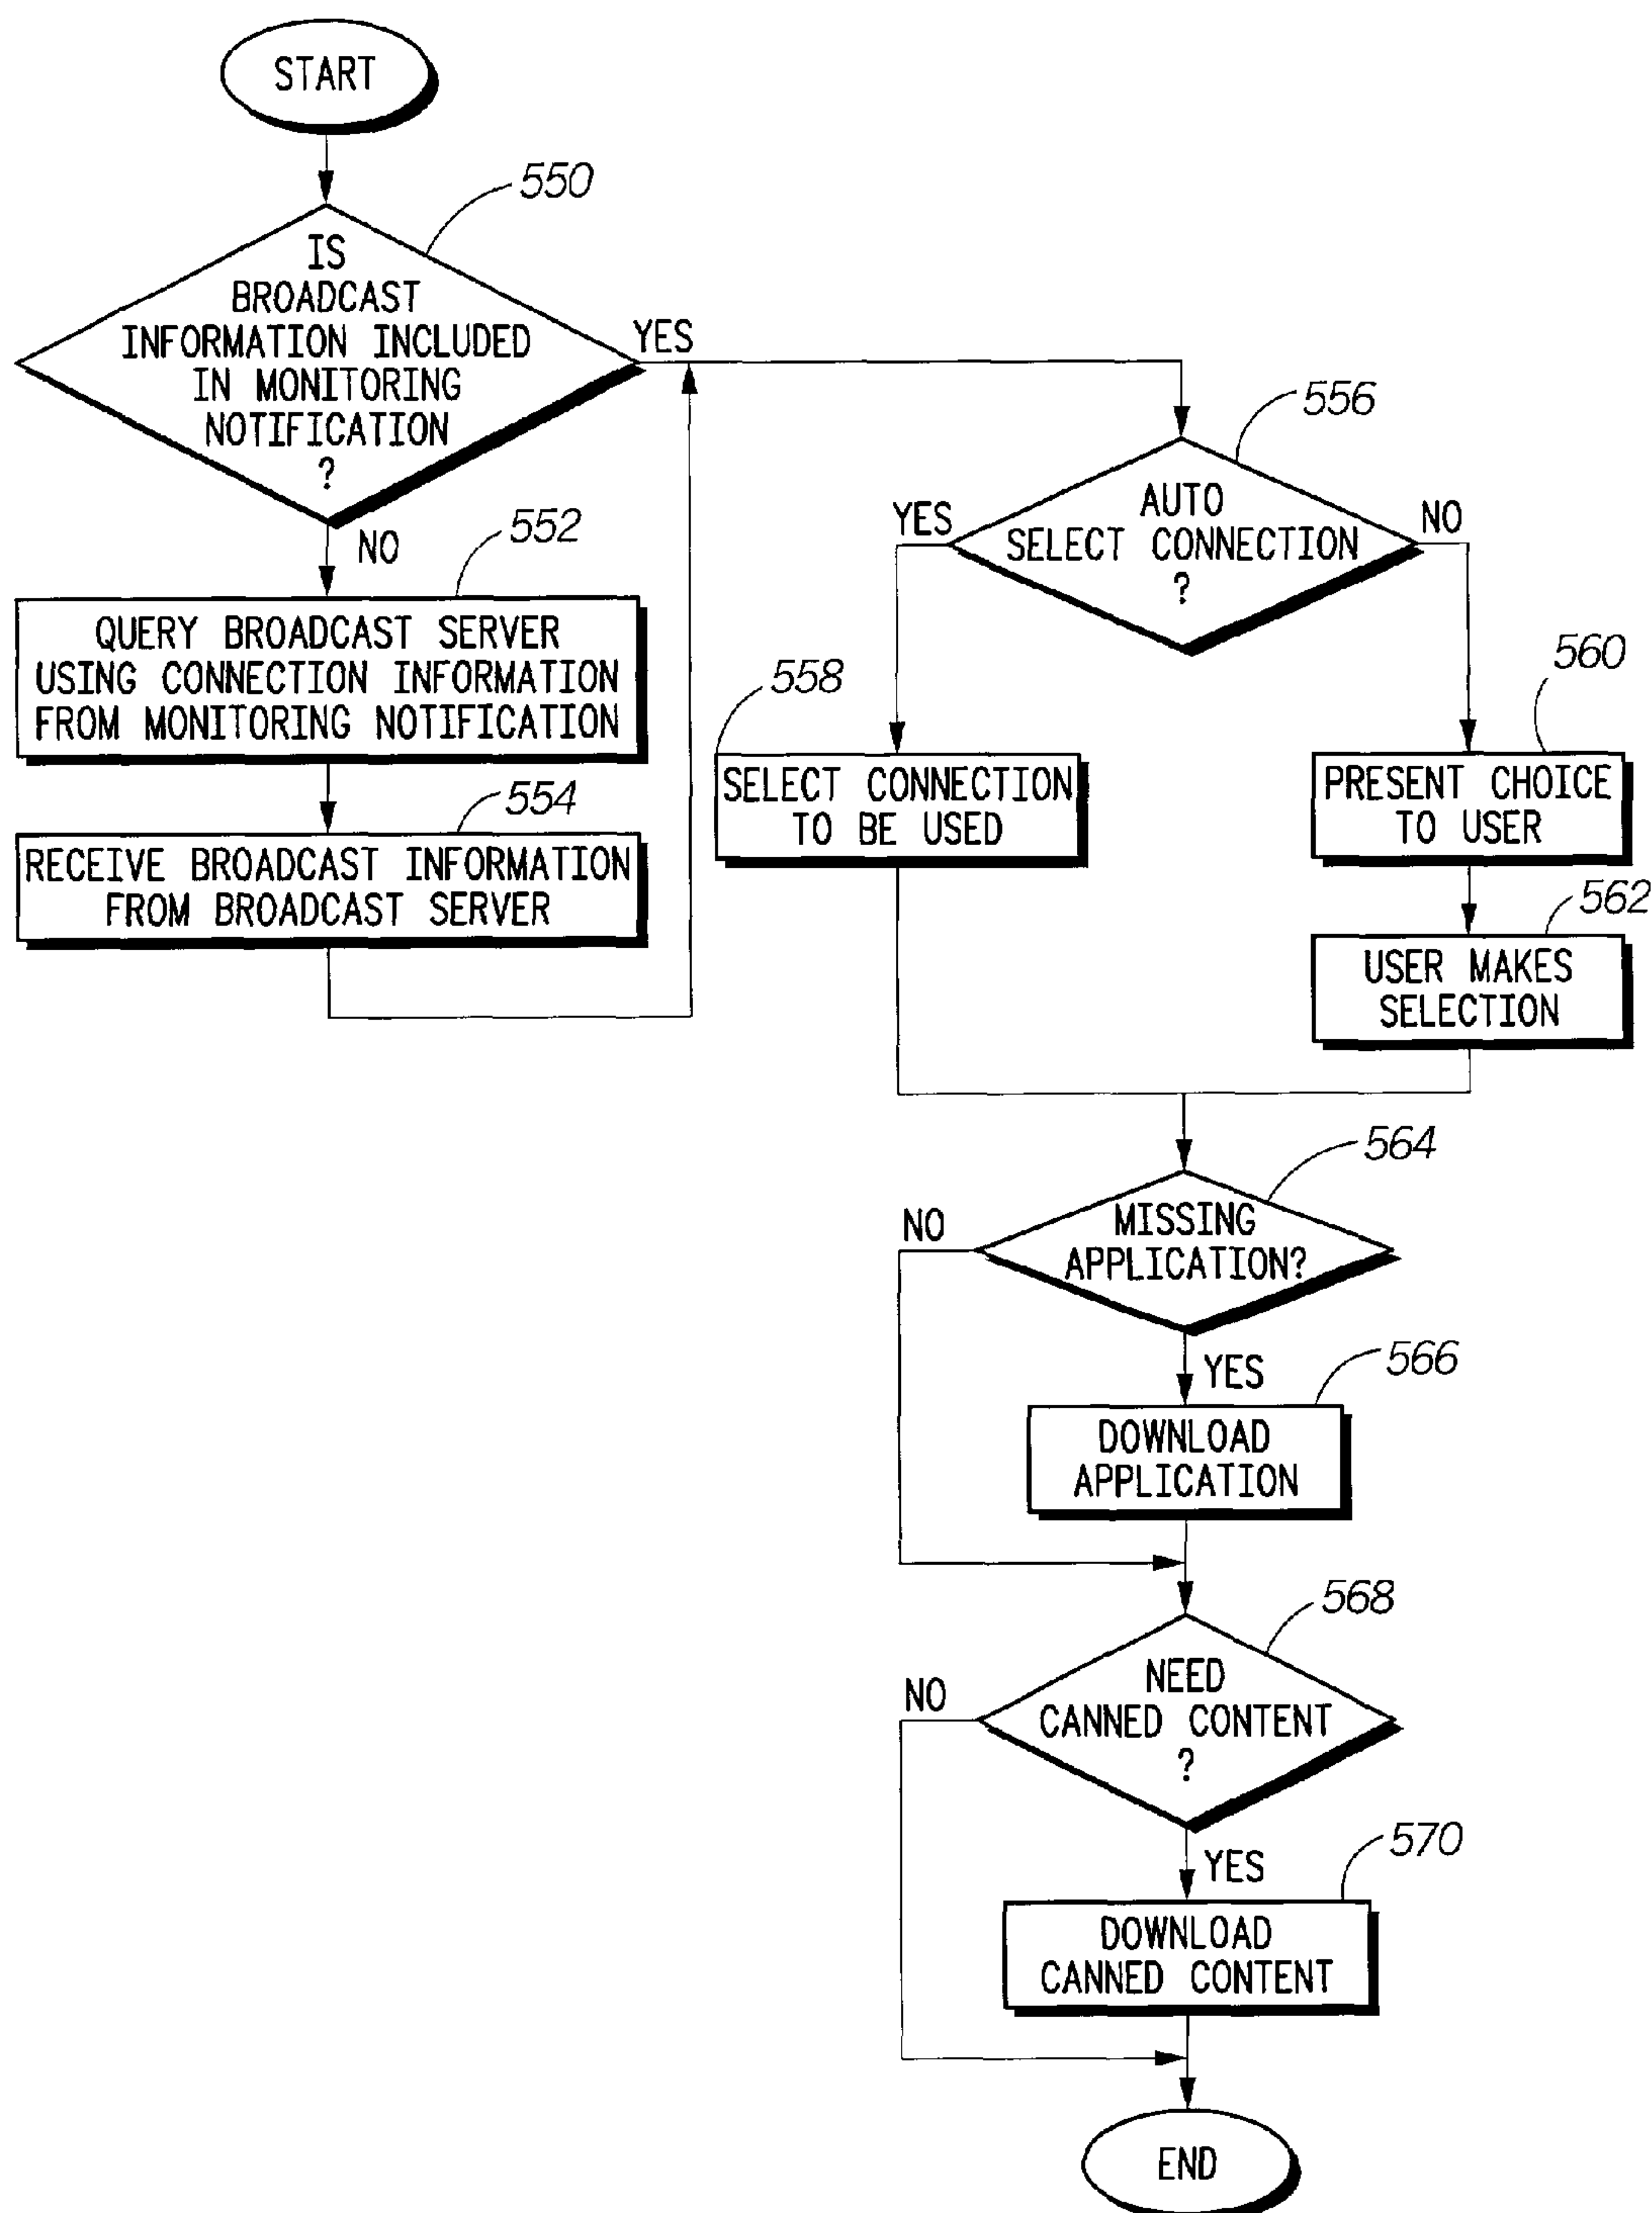 START
550
IS
BROADCAST
INFORMATION INCLUDED
IN MONITORING
NOTIFICATION
?
YES
NO
552
QUERY BROADCAST SERVER
USING CONNECTION INFORMATION
FROM MONITORING NOTIFICATION
554
RECEIVE BROADCAST INFORMATION
FROM BROADCAST SERVER
556
AUTO
SELECT CONNECTION
?
YES
NO
558
SELECT CONNECTION
TO BE USED
560
PRESENT CHOICE
TO USER
562
USER MAKES
SELECTION
564
MISSING
APPLICATION?
NO
YES
566
DOWNLOAD
APPLICATION
568
NEED
CANNED CONTENT
?
NO
YES
570
DOWNLOAD
CANNED CONTENT
END